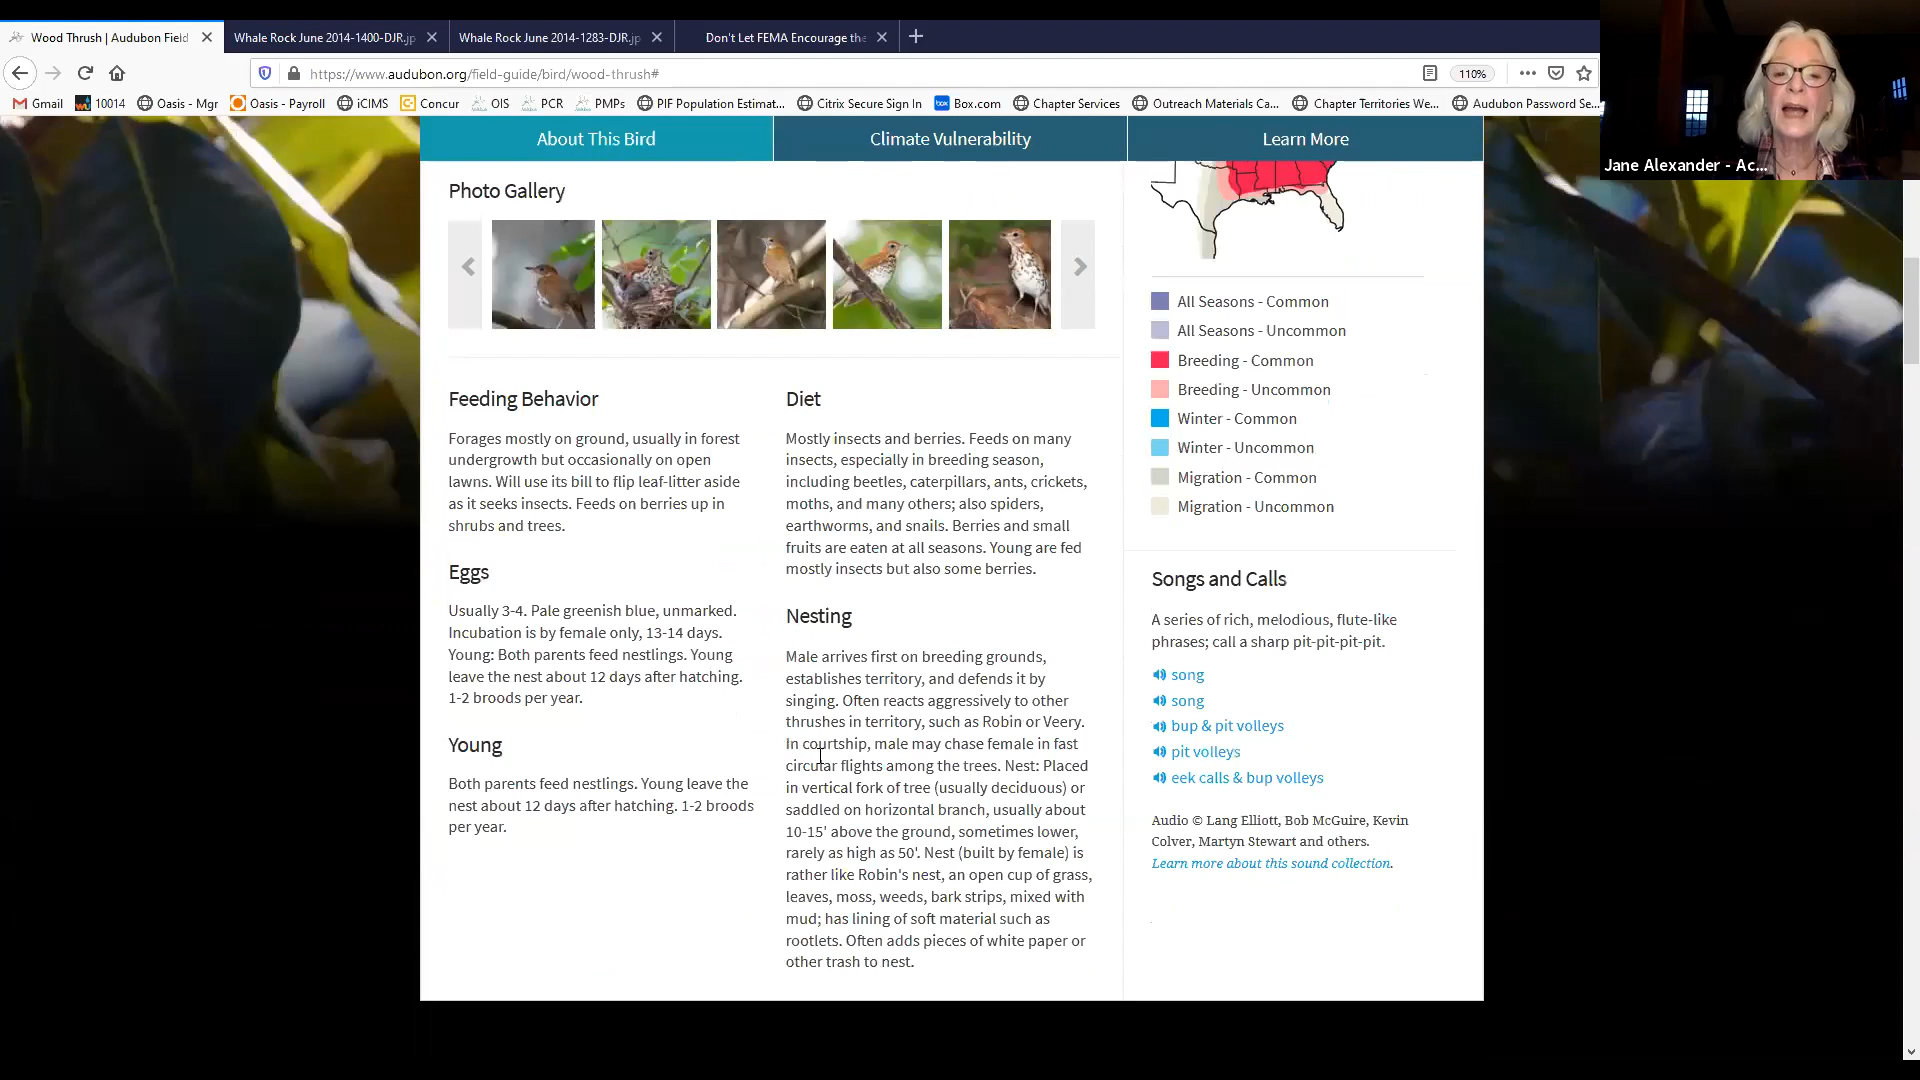 Wood Thrush | Audubon Field
Whale Rock June 2014-1400-DJR.jp
Whale Rock June 2014-1283-DJR.jp
Don't Let FEMA Encourage the
https://www.audubon.org/field-guide/bird/wood-thrush#
110%
Gmail
10014
Oasis - Mgr
Oasis - Payroll
iCIMS
Concur
OIS
PCR
PMPs
PIF Population Estimat...
Citrix Secure Sign In
Box.com
Chapter Services
Outreach Materials Ca...
Chapter Territories We...
Audubon Password Se...
Jane Alexander - Ac...
About This Bird
Climate Vulnerability
Learn More
Photo Gallery
Feeding Behavior
Forages mostly on ground, usually in forest
undergrowth but occasionally on open
lawns. Will use its bill to flip leaf-litter aside
as it seeks insects. Feeds on berries up in
shrubs and trees.
Eggs
Usually 3-4. Pale greenish blue, unmarked.
Incubation is by female only, 13-14 days.
Young: Both parents feed nestlings. Young
leave the nest about 12 days after hatching.
1-2 broods per year.
Young
Both parents feed nestlings. Young leave the
nest about 12 days after hatching. 1-2 broods
per year.
Diet
Mostly insects and berries. Feeds on many
insects, especially in breeding season,
including beetles, caterpillars, ants, crickets,
moths, and many others; also spiders,
earthworms, and snails. Berries and small
fruits are eaten at all seasons. Young are fed
mostly insects but also some berries.
Nesting
Male arrives first on breeding grounds,
establishes territory, and defends it by
singing. Often reacts aggressively to other
thrushes in territory, such as Robin or Veery.
In courtship, male may chase female in fast
circular flights among the trees. Nest: Placed
in vertical fork of tree (usually deciduous) or
saddled on horizontal branch, usually about
10-15' above the ground, sometimes lower,
rarely as high as 50'. Nest (built by female) is
rather like Robin's nest, an open cup of grass,
leaves, moss, weeds, bark strips, mixed with
mud; has lining of soft material such as
rootlets. Often adds pieces of white paper or
other trash to nest.
All Seasons - Common
All Seasons - Uncommon
Breeding - Common
Breeding - Uncommon
Winter - Common
Winter - Uncommon
Migration - Common
Migration - Uncommon
Songs and Calls
A series of rich, melodious, flute-like
phrases; call a sharp pit-pit-pit-pit.
song
song
bup & pit volleys
pit volleys
eek calls & bup volleys
Audio © Lang Elliott, Bob McGuire, Kevin
Colver, Martyn Stewart and others.
Learn more about this sound collection.